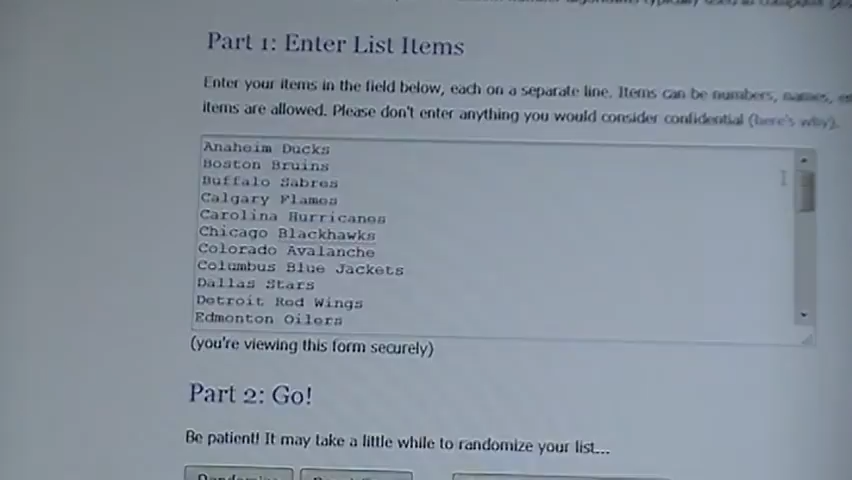 Part 1: Enter List Items
Enter your items in the field below, each on a separate line. Items can be numbers, names,
items are allowed. Please don't enter anything you would consider confidential (here's why).
Anaheim Ducks
Boston Bruins
Buffalo Sabres
Calgary Flames
Carolina Hurricanes
Chicago Blackhawks
Colorado Avalanche
Columbus Blue Jackets
Dallas Stars
Detroit Red Wings
Edmonton Oilers
(you're viewing this form securely)
Part 2: Go!
Be patient! It may take a little while to randomize your list...